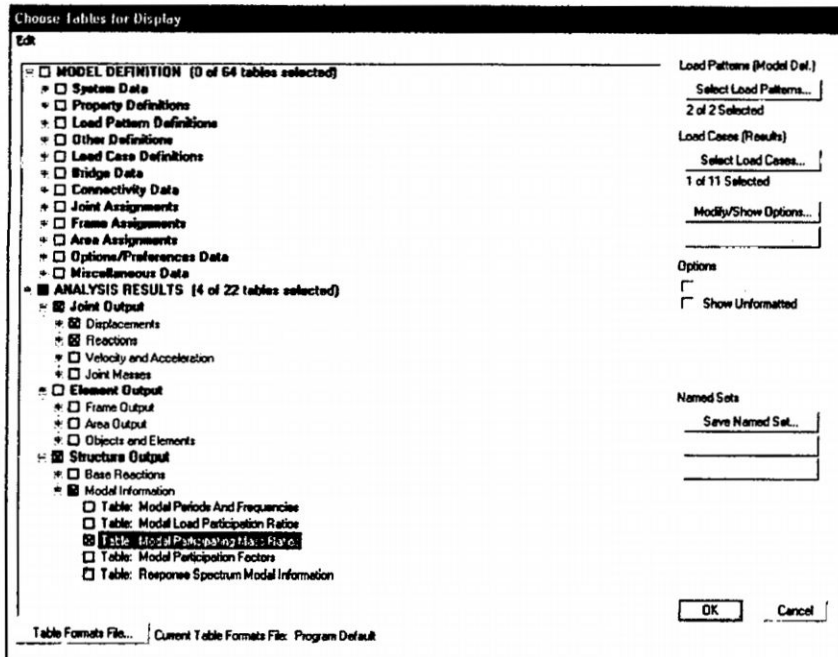 Choose Tables for Display
Edit
MODEL DEFINITION (0 of 64 tables selected)
System Data
Property Definitions
Load Pattern Definitions
Other Definitions
Load Case Definitions
Bridge Data
Connectivity Data
Joint Assignments
Frame Assignments
Area Assignments
Options/Preferences Data
Miscellaneous Data
ANALYSIS RESULTS (4 of 22 tables selected)
Joint Output
Displacements
Reactions
Velocity and Acceleration
Joint Masses
Element Output
Frame Output
Area Output
Objects and Elements
Structure Output
Base Reactions
Modal Information
Table: Modal Periods And Frequencies
Table: Modal Load Participation Ratios
Table: Modal Participating Mass Ratios
Table: Modal Participation Factors
Table: Response Spectrum Modal Information
Table Formats File...
Current Table Formats File: Program Default
Load Patterns (Model Def.)
Select Load Patterns...
2 of 2 Selected
Load Cases (Results)
Select Load Cases...
1 of 11 Selected
Modify/Show Options...
Options
Show Unformatted
Named Sets
Save Named Set...
OK
Cancel